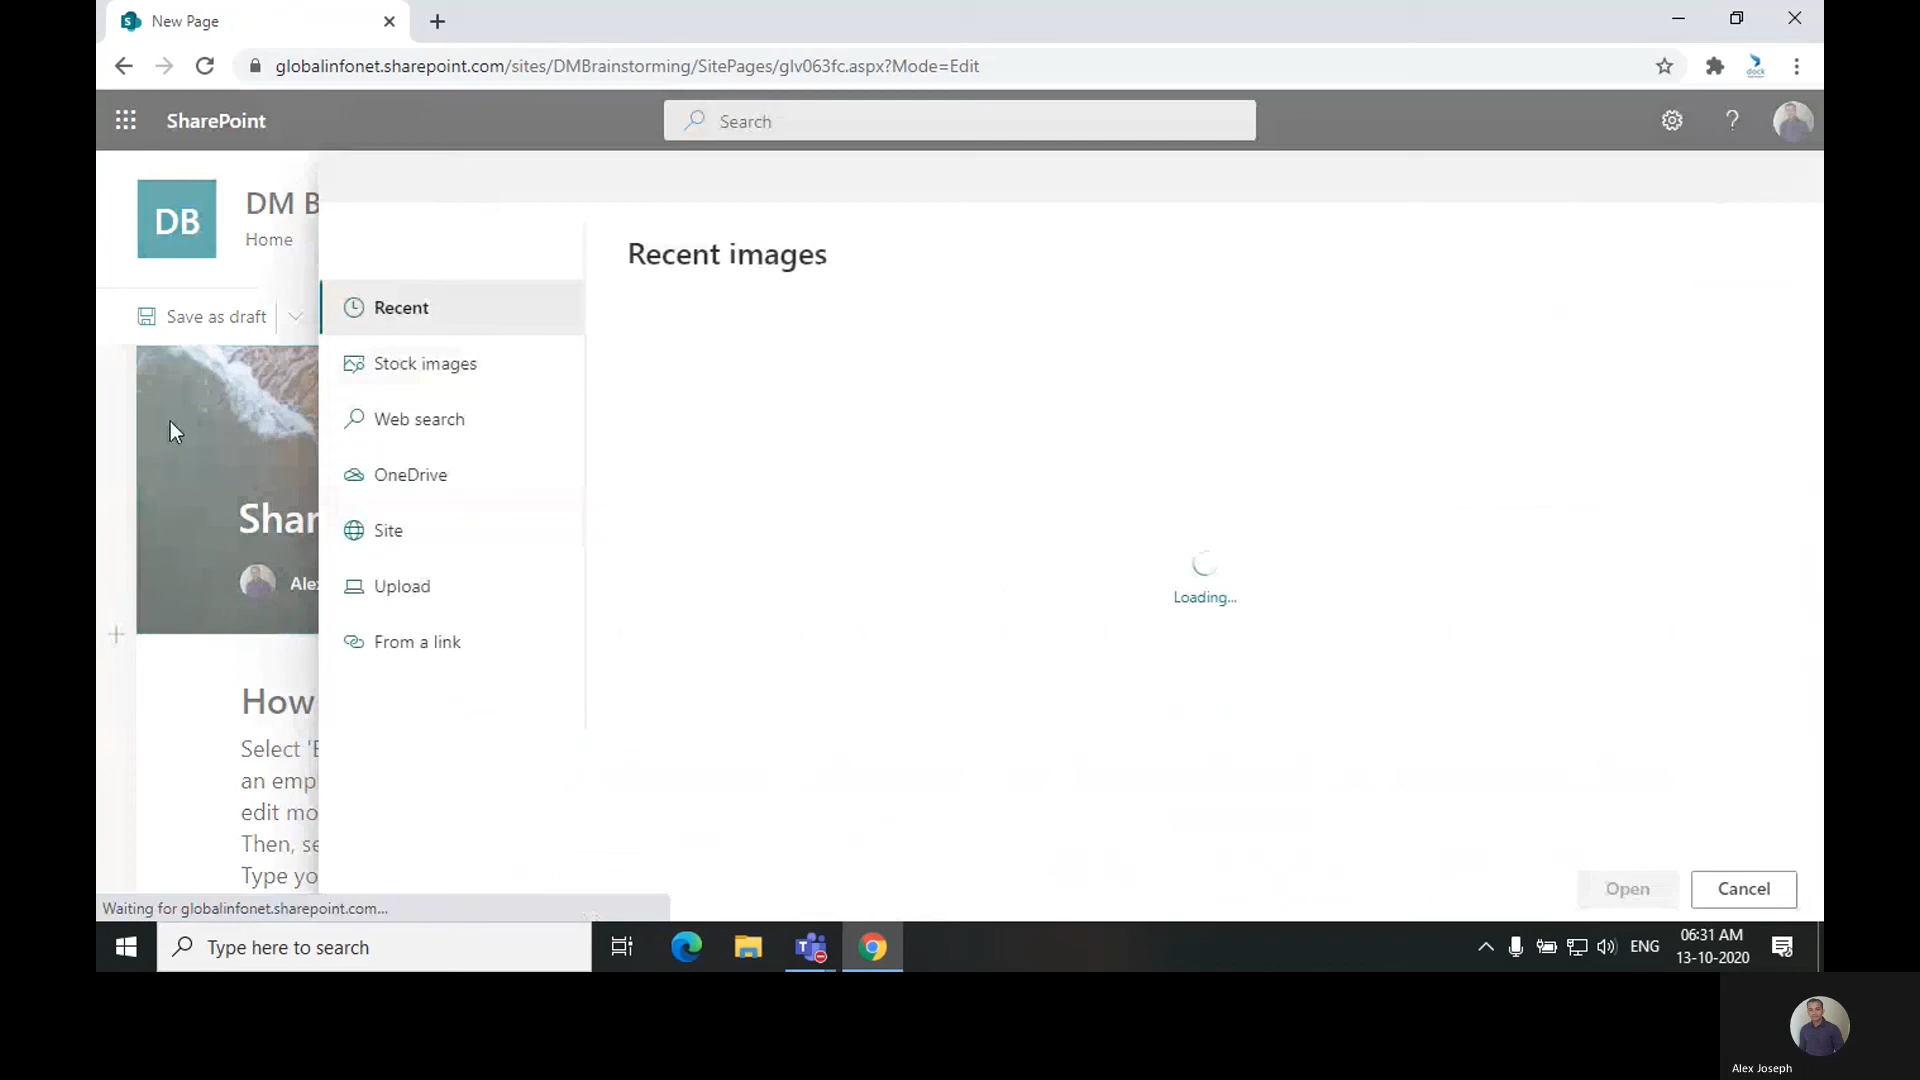 New Page
globalinfonet.sharepoint.com/sites/DMBrainstorming/SitePages/glv063fc.aspx?Mode=Edit
dock
SharePoint
Search
DB
DM B
Home
Save as draft
Recent images
Recent
Stock images
Web search
OneDrive
Site
Upload
From a link
Loading...
Shar
Alex
How
Select 'E
an emp
edit mo
Then, se
Type yo
Open
Cancel
Waiting for globalinfonet.sharepoint.com...
Type here to search
ENG
06:31 AM
13-10-2020
Alex Joseph